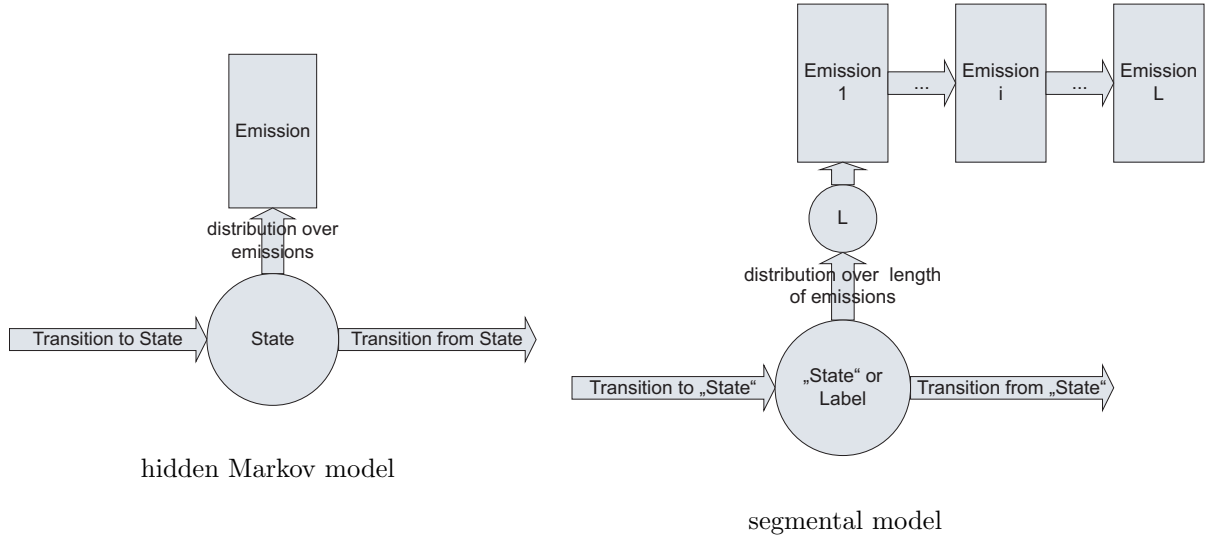 Emission
distribution over
emissions
Transition to State
State
Transition from State
hidden Markov model
Emission
1
...
Emission
i
...
Emission
L
L
distribution over length
of emissions
Transition to „State“
„State“ or
Label
Transition from „State“
segmental model